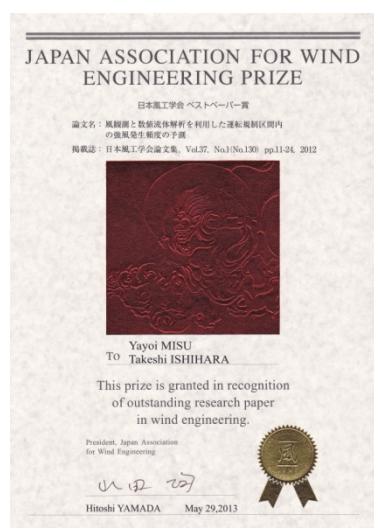 JAPAN ASSOCIATION FOR WIND
ENGINEERING PRIZE
日本風工学会 ベストペーパー賞
論文名：風観測と数値流体解析を利用した運転規制区間内
の強風発生頻度の予測
掲載誌：日本風工学会論文集, Vol.37, No.1(No.130) pp.11-24, 2012
Yayoi MISU
To Takeshi ISHIHARA
This prize is granted in recognition
of outstanding research paper
in wind engineering.
President, Japan Association
for Wind Engineering
Hitoshi YAMADA May 29,2013
風